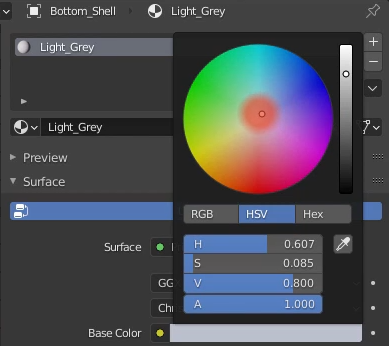 Bottom_Shell > Light_Grey
Light_Grey
Light_Grey
Preview
Surface
RGB HSV Hex
H 0.607
Surface
S 0.085
V 0.800
GG
A 1.000
Chr
Base Color